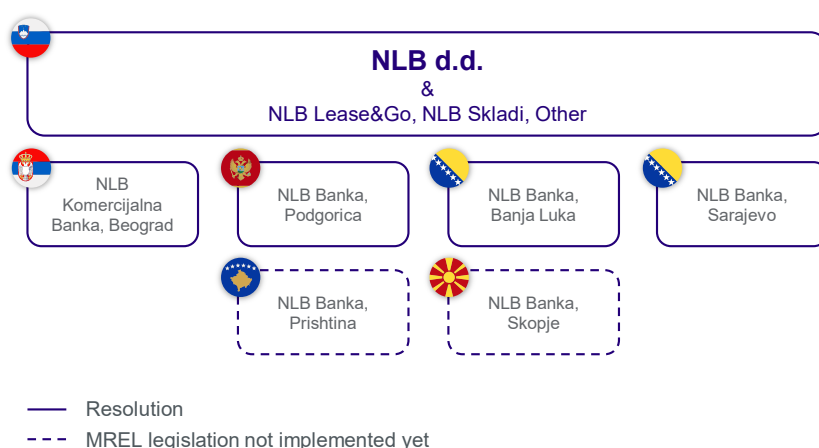 NLB d.d.
&
NLB Lease&Go, NLB Skladi, Other
NLB
Komercijalna
Banka, Beograd
NLB Banka,
Podgorica
NLB Banka,
Banja Luka
NLB Banka,
Sarajevo
NLB Banka,
Prishtina
NLB Banka,
Skopje
Resolution
MREL legislation not implemented yet